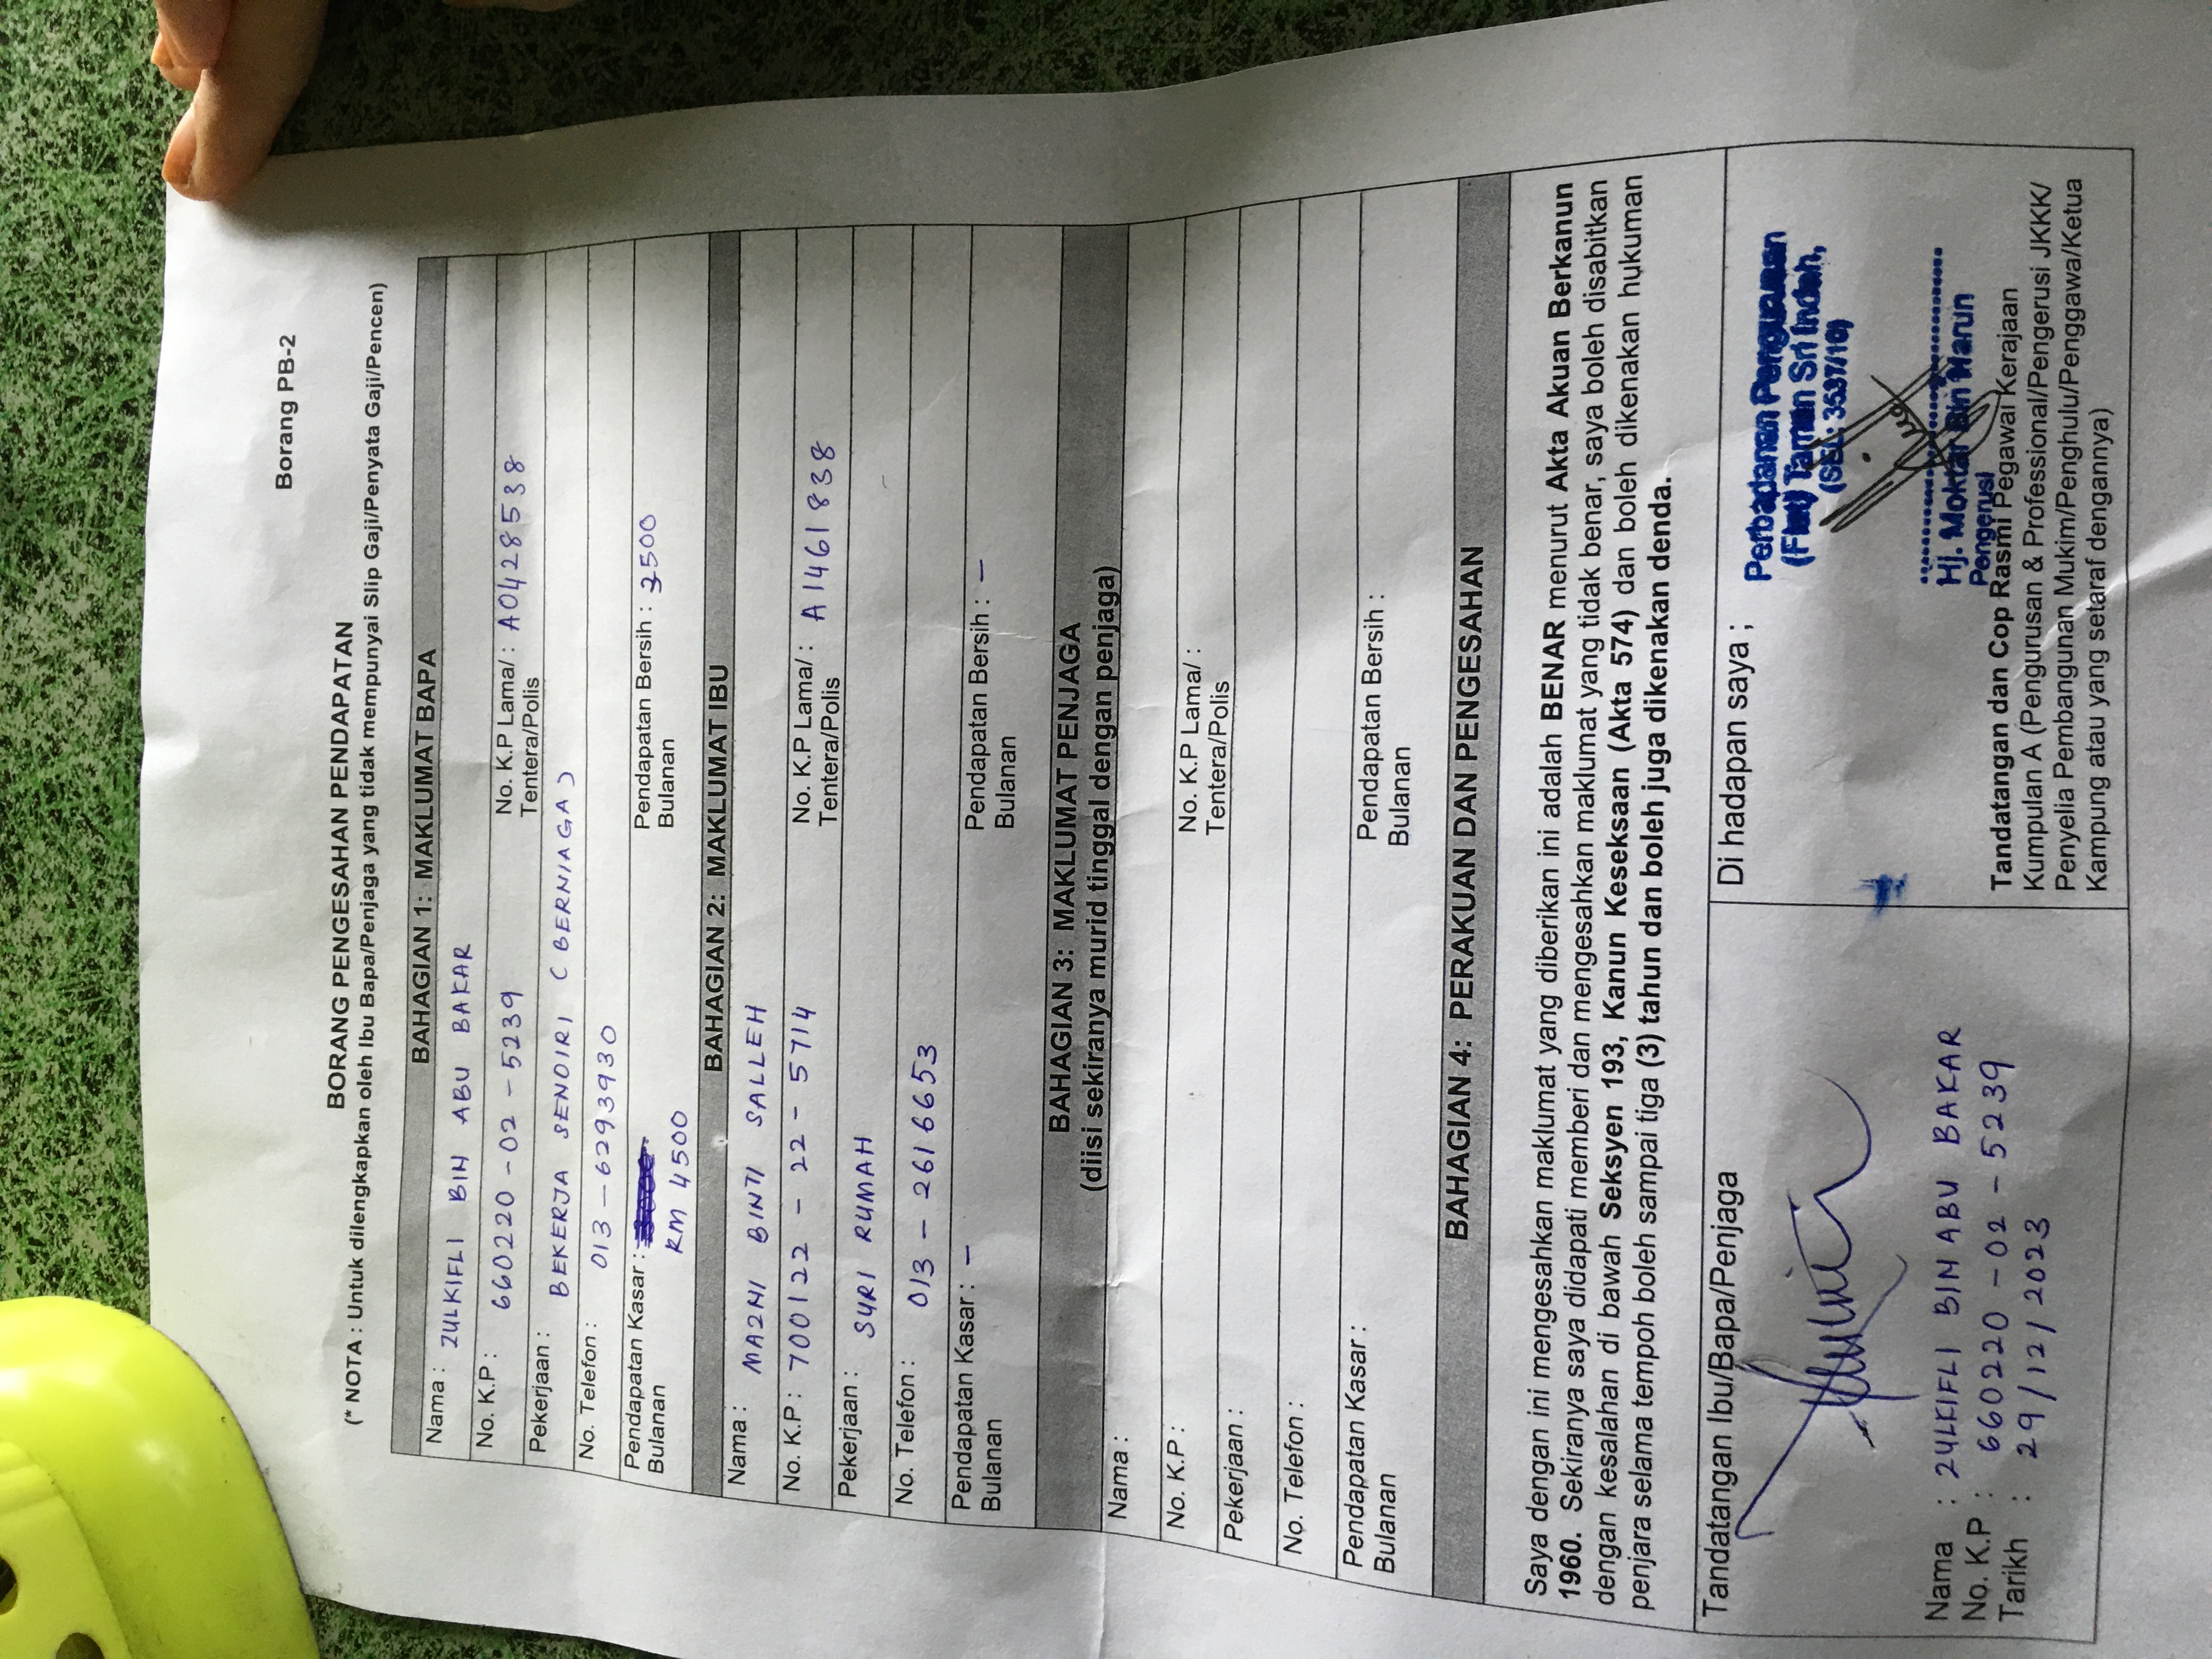 Borang PB-2
BORANG PENGESAHAN PENDAPATAN
(* NOTA : Untuk dilengkapkan oleh Ibu Bapa/Penjaga yang tidak mempunyai Slip Gaji/Penyata Gaji/Pencen)
BAHAGIAN 1: MAKLUMAT BAPA
Nama : ZULKIFLI BIN ABU BAKAR
No. K.P : 660220 - 02 - 5239 No. K.P Lama/ : A0428538
Tentera/Polis
Pekerjaan : BEKERJA SENDIRI ( BERNIAGA )
No. Telefon : 013 - 6293930
Pendapatan Kasar : Pendapatan Bersih : 3500
Bulanan RM 4500 Bulanan
BAHAGIAN 2: MAKLUMAT IBU
Nama : MAZNI BINTI SALLEH
No. K.P : 700122 - 22 - 5714 No. K.P Lama/ : A1461838
Tentera/Polis
Pekerjaan : SURI RUMAH
No. Telefon : 013 - 2616653
Pendapatan Kasar : - Pendapatan Bersih : -
Bulanan Bulanan
BAHAGIAN 3: MAKLUMAT PENJAGA
(diisi sekiranya murid tinggal dengan penjaga)
Nama :
No. K.P : No. K.P Lama/ :
Tentera/Polis
Pekerjaan :
No. Telefon :
Pendapatan Kasar : Pendapatan Bersih :
Bulanan Bulanan
BAHAGIAN 4: PERAKUAN DAN PENGESAHAN
Saya dengan ini mengesahkan maklumat yang diberikan ini adalah BENAR menurut Akta Akuan Berkanun
1960. Sekiranya saya didapati memberi dan mengesahkan maklumat yang tidak benar, saya boleh disabitkan
dengan kesalahan di bawah Seksyen 193, Kanun Keseksaan (Akta 574) dan boleh dikenakan hukuman
penjara selama tempoh boleh sampai tiga (3) tahun dan boleh juga dikenakan denda.
Tandatangan Ibu/Bapa/Penjaga
Nama : ZULKIFLI BIN ABU BAKAR
No. K.P : 660220 - 02 - 5239
Tarikh : 29/12/2023
Di hadapan saya ;
Perbadanan Pengurusan
(Flat) Taman Sri Indah,
(SEL: 3537/10)
Hj. Moktar Bin Harun
Pengerusi
Tandatangan dan Cop Rasmi Pegawai Kerajaan
Kumpulan A (Pengurusan & Professional/Pengerusi JKKK/
Penyelia Pembangunan Mukim/Penghulu/Penggawa/Ketua
Kampung atau yang setaraf dengannya)